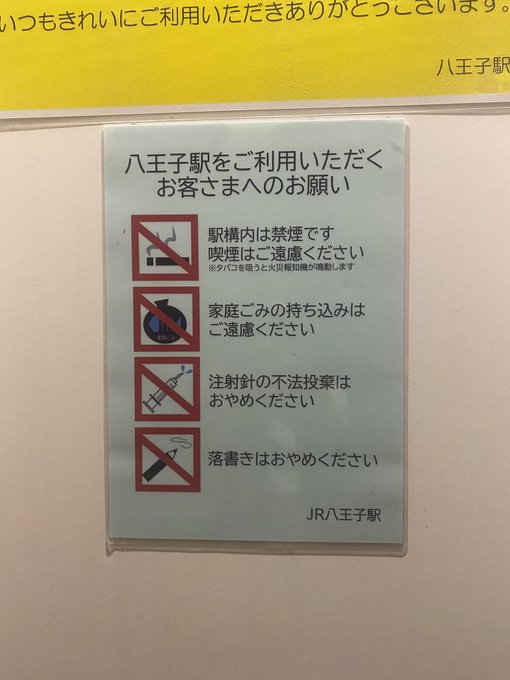 いつもきれいにご利用いただきありがとうございます。
八王子駅
八王子駅をご利用いただく
お客さまへのお願い
駅構内は禁煙です
喫煙はご遠慮ください
※タバコを吸うと火災報知機が鳴動します
家庭ごみの持ち込みは
ご遠慮ください
家庭ごみ
注射針の不法投棄は
おやめください
落書きはおやめください
JR八王子駅